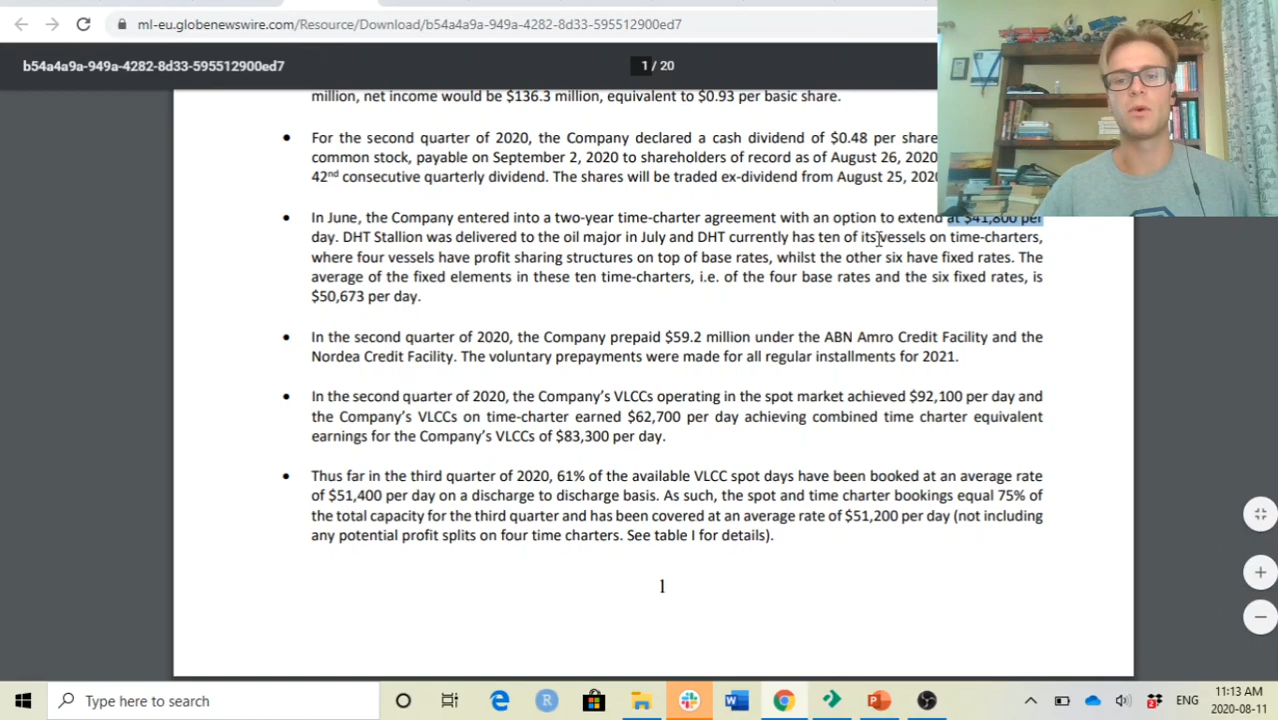 ml-eu.globenewswire.com/Resource/Download/b54a4a9a-949a-4282-8d33-595512900ed7
b54a4a9a-949a-4282-8d33-595512900ed7
1 / 20
million, net income would be $136.3 million, equivalent to $0.93 per basic share.
• For the second quarter of 2020, the Company declared a cash dividend of $0.48 per share
common stock, payable on September 2, 2020 to shareholders of record as of August 26, 2020
42nd consecutive quarterly dividend. The shares will be traded ex-dividend from August 25, 2020
• In June, the Company entered into a two-year time-charter agreement with an option to extend at $41,800 per
day. DHT Stallion was delivered to the oil major in July and DHT currently has ten of its vessels on time-charters,
where four vessels have profit sharing structures on top of base rates, whilst the other six have fixed rates. The
average of the fixed elements in these ten time-charters, i.e. of the four base rates and the six fixed rates, is
$50,673 per day.
• In the second quarter of 2020, the Company prepaid $59.2 million under the ABN Amro Credit Facility and the
Nordea Credit Facility. The voluntary prepayments were made for all regular installments for 2021.
• In the second quarter of 2020, the Company’s VLCCs operating in the spot market achieved $92,100 per day and
the Company’s VLCCs on time-charter earned $62,700 per day achieving combined time charter equivalent
earnings for the Company’s VLCCs of $83,300 per day.
• Thus far in the third quarter of 2020, 61% of the available VLCC spot days have been booked at an average rate
of $51,400 per day on a discharge to discharge basis. As such, the spot and time charter bookings equal 75% of
the total capacity for the third quarter and has been covered at an average rate of $51,200 per day (not including
any potential profit splits on four time charters. See table I for details).
1
Type here to search
ENG
11:13 AM
2020-08-11